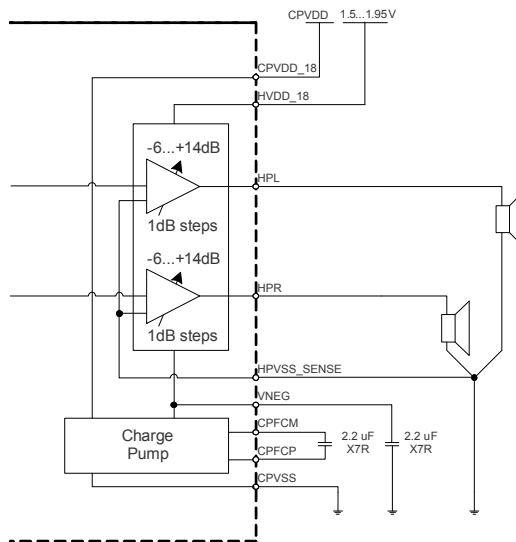 CPVDD 1.5...1.95V
CPVDD_18
HVDD_18
-6...+14dB
HPL
1dB steps
-6...+14dB
HPR
1dB steps
HPVSS_SENSE
VNEG
CPFCM
Charge
Pump
2.2 uF
X7R
2.2 uF
X7R
CPFCP
CPVSS